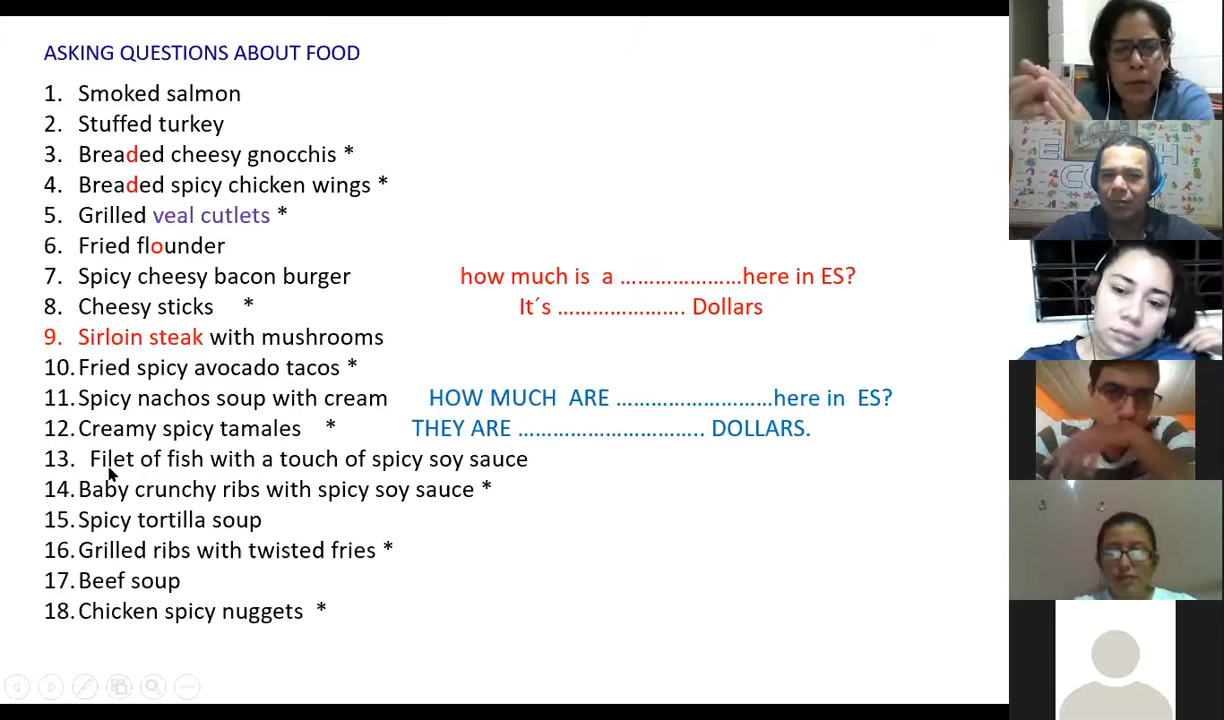 ASKING QUESTIONS ABOUT FOOD
1. Smoked salmon
2. Stuffed turkey
3. Breaded cheesy gnocchis *
4. Breaded spicy chicken wings *
5. Grilled veal cutlets *
6. Fried flounder
7. Spicy cheesy bacon burger how much is a ………………….here in ES?
8. Cheesy sticks * It´s …………………. Dollars
9. Sirloin steak with mushrooms
10. Fried spicy avocado tacos *
11. Spicy nachos soup with cream HOW MUCH ARE ………………………here in ES?
12. Creamy spicy tamales * THEY ARE ……………………….. DOLLARS.
13. Filet of fish with a touch of spicy soy sauce
14. Baby crunchy ribs with spicy soy sauce *
15. Spicy tortilla soup
16. Grilled ribs with twisted fries *
17. Beef soup
18. Chicken spicy nuggets *